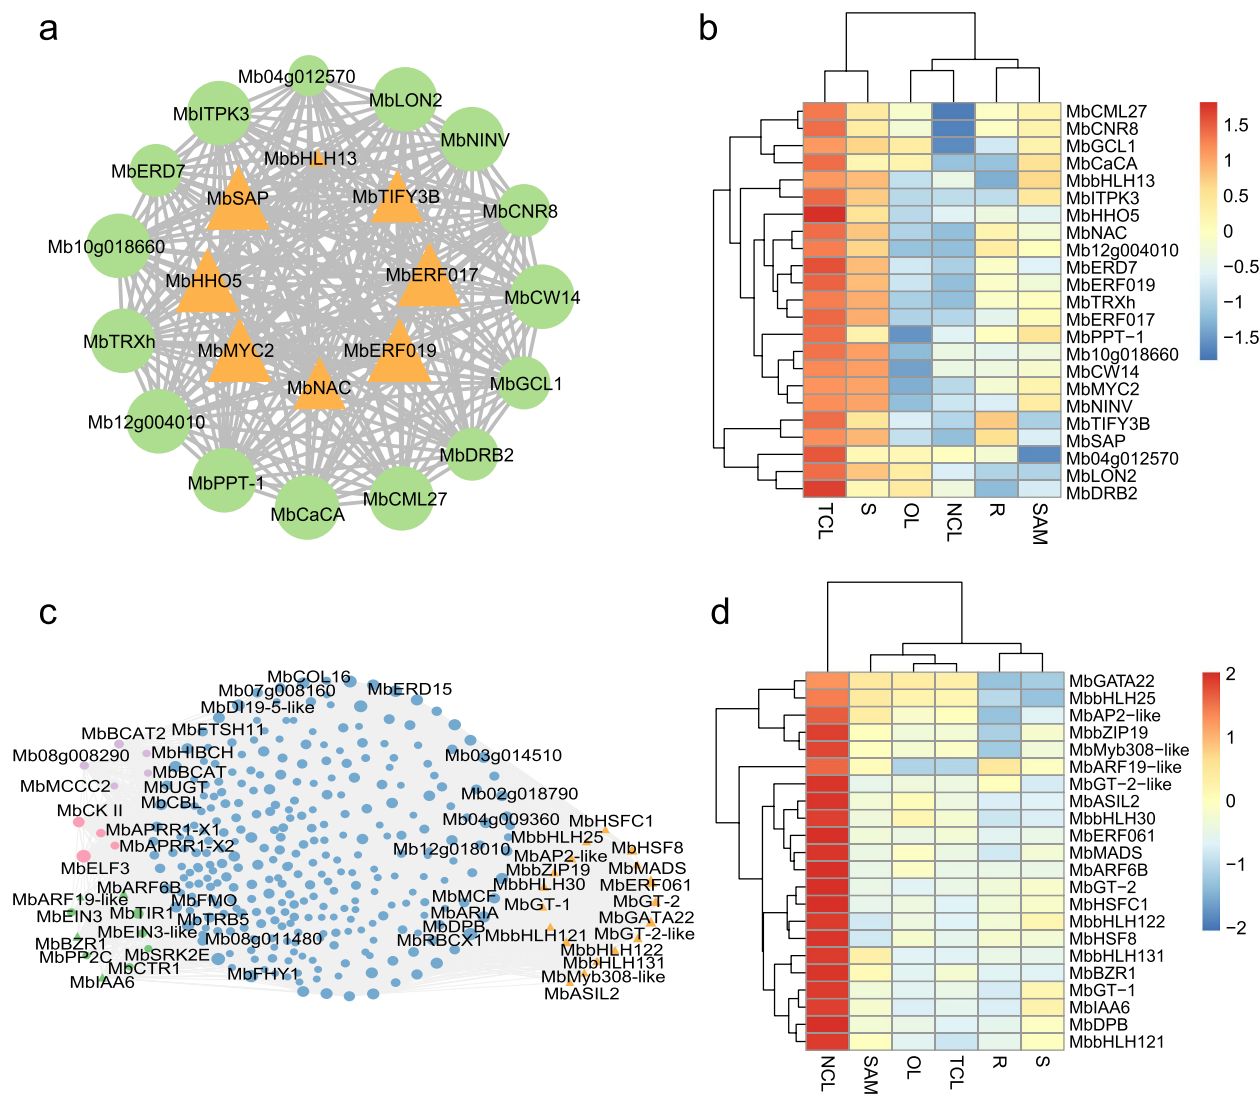 a
Mb04g012570
MbITPK3
MbLON2
MbNINV
MbbHLH13
MbERD7
MbSAP
MbTIFY3B
MbCNR8
Mb10g018660
MbHHO5
MbERF017
MbCW14
MbTRXh
MbMYC2
MbERF019
MbNAC
MbGCL1
Mb12g004010
MbDRB2
MbPPT-1
MbCaCA
MbCML27
b
MbCML27
MbCNR8
MbGCL1
MbCaCA
MbbHLH13
MbITPK3
MbHHO5
MbNAC
Mb12g004010
MbERD7
MbERF019
MbTRXh
MbERF017
MbPPT-1
Mb10g018660
MbCW14
MbMYC2
MbNINV
MbTIFY3B
MbSAP
Mb04g012570
MbLON2
MbDRB2
TCL
S
OL
NCL
R
SAM
1.5
1
0.5
0
−0.5
−1
−1.5
c
MbCOL16
Mb07g008160
MbERD15
MbDI19-5-like
MbFTSH11
MbBCAT2
Mb08g008290
MbHIBCH
MbBCAT
MbMCCC2
MbUGT
MbCBL
MbCK II
MbAPRR1-X1
MbAPRR1-X2
MbELF3
MbARF6B
MbARF19-like
MbFMO
MbEIN3
MbTIR1
MbTRB5
MbEIN3-like
MbBZR1
Mb08g011480
MbPP2C
MbSRK2E
MbCTR1
MbIAA6
MbFHY1
Mb03g014510
Mb02g018790
Mb04g009360
MbHSFC1
MbbHLH25
Mb12g018010
MbHSF8
MbAP2-like
MbbZIP19
MbMADS
MbbHLH30
MbERF061
MbMCF
MbGT-1
MbGT-2
MbARIA
MbGATA22
MbDPB
MbbHLH121
MbGT-2-like
MbRBCX1
MbbHLH122
MbbHLH131
MbMyb308-like
MbASIL2
d
MbGATA22
MbbHLH25
MbAP2−like
MbbZIP19
MbMyb308−like
MbARF19−like
MbGT−2−like
MbASIL2
MbbHLH30
MbERF061
MbMADS
MbARF6B
MbGT−2
MbHSFC1
MbbHLH122
MbHSF8
MbbHLH131
MbBZR1
MbGT−1
MbIAA6
MbDPB
MbbHLH121
NCL
SAM
OL
TCL
R
S
2
1
0
−1
−2